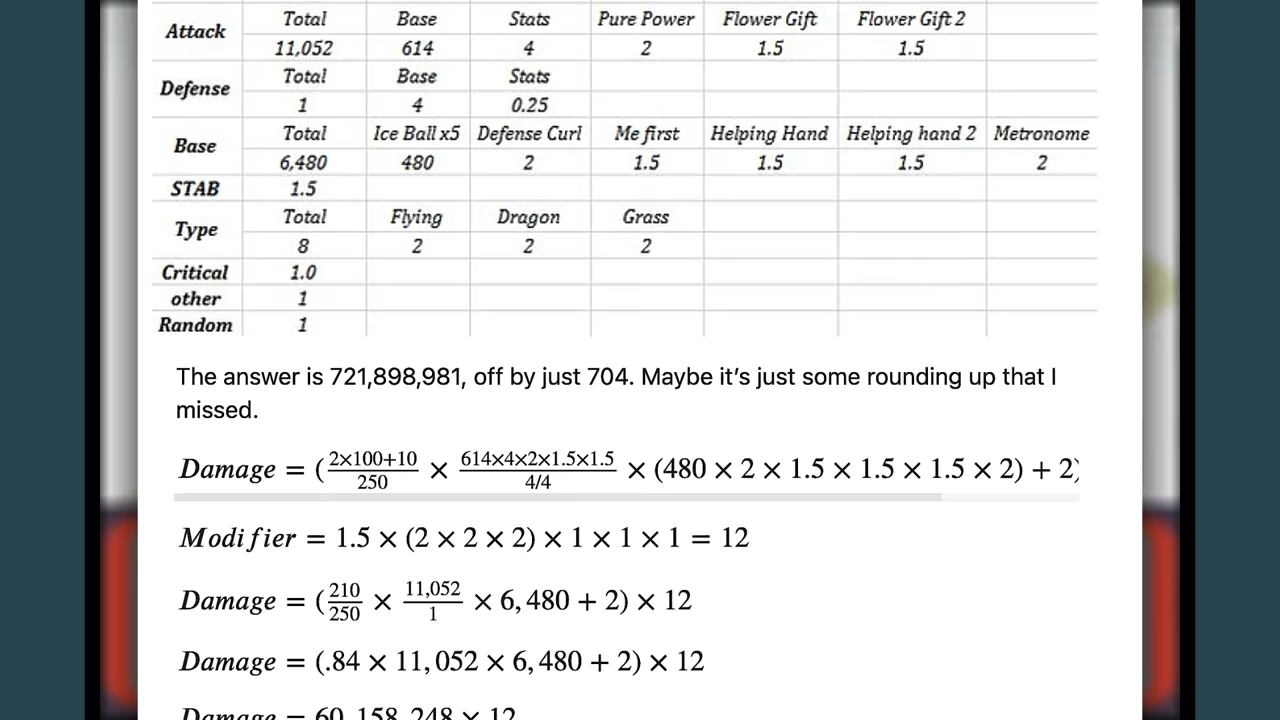 Attack Total Base Stats Pure Power Flower Gift Flower Gift 2
11,052 614 4 2 1.5 1.5
Defense Total Base Stats
1 4 0.25
Base Total Ice Ball x5 Defense Curl Me first Helping Hand Helping hand 2 Metronome
6,480 480 2 1.5 1.5 1.5 2
STAB 1.5
Type Total Flying Dragon Grass
8 2 2 2
Critical 1.0
other 1
Random 1
The answer is 721,898,981, off by just 704. Maybe it's just some rounding up that I
missed.
Damage = (2×100+10/250 × 614×4×2×1.5×1.5/4/4 × (480 × 2 × 1.5 × 1.5 × 1.5 × 2) + 2)
Modifier = 1.5 × (2 × 2 × 2) × 1 × 1 × 1 = 12
Damage = (210/250 × 11,052/1 × 6,480 + 2) × 12
Damage = (.84 × 11,052 × 6,480 + 2) × 12
Damage = 60,158,248 × 12